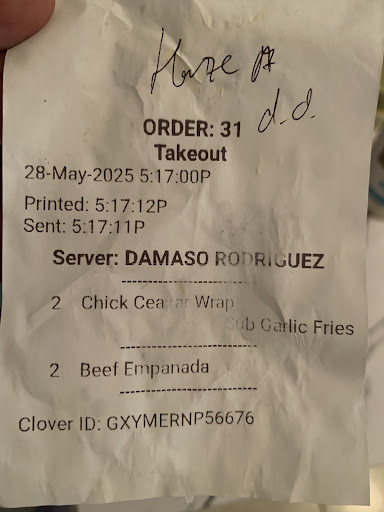 d.d.
ORDER: 31
Takeout
28-May-2025 5:17:00P
Printed: 5:17:12P
Sent: 5:17:11P
Server: DAMASO RODRIGUEZ
2 Chick Ceasar Wrap
Sub Garlic Fries
2 Beef Empanada
Clover ID: GXYMERNP56676